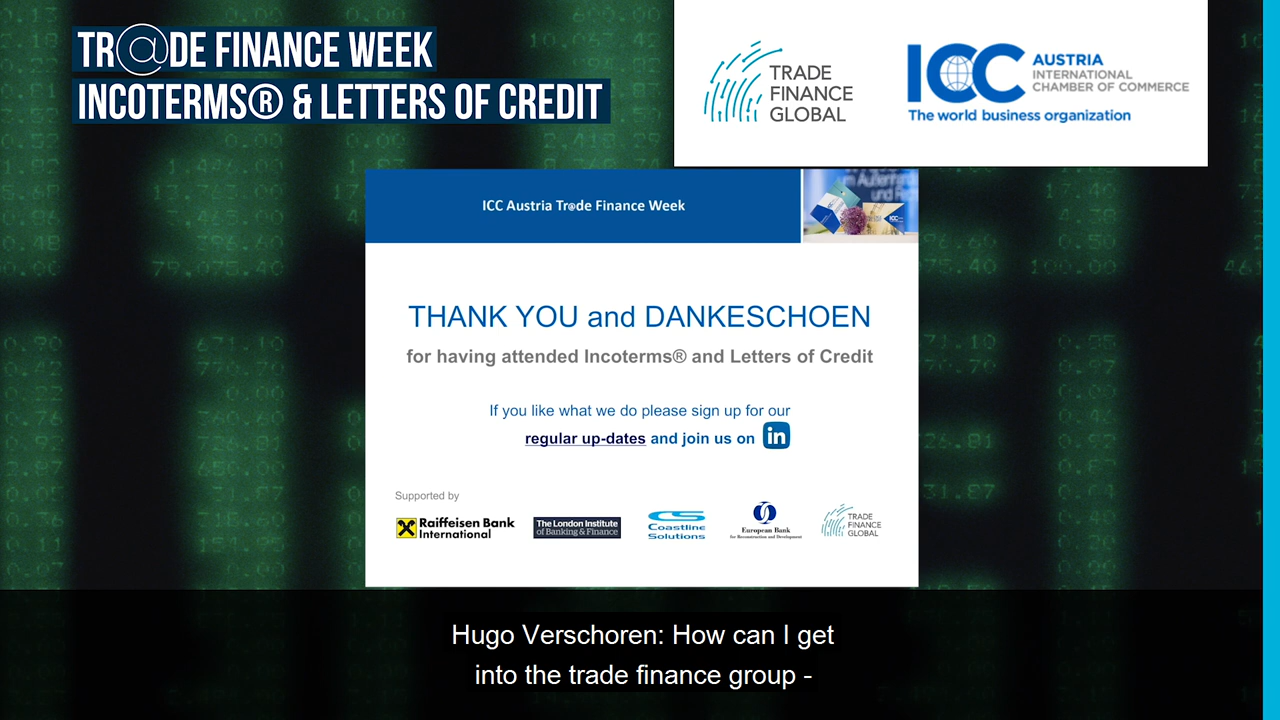 TR@DE FINANCE WEEK
INCOTERMS® & LETTERS OF CREDIT
TRADE
FINANCE
GLOBAL
ICC
AUSTRIA
INTERNATIONAL
CHAMBER OF COMMERCE
The world business organization
ICC Austria Tr@de Finance Week
THANK YOU and DANKESCHOEN
for having attended Incoterms® and Letters of Credit
If you like what we do please sign up for our
regular up-dates and join us on in
Supported by
Raiffeisen Bank
International
The London Institute
of Banking & Finance
Coastline
Solutions
European Bank
for Reconstruction and Development
TRADE
FINANCE
GLOBAL
Hugo Verschoren: How can I get
into the trade finance group -